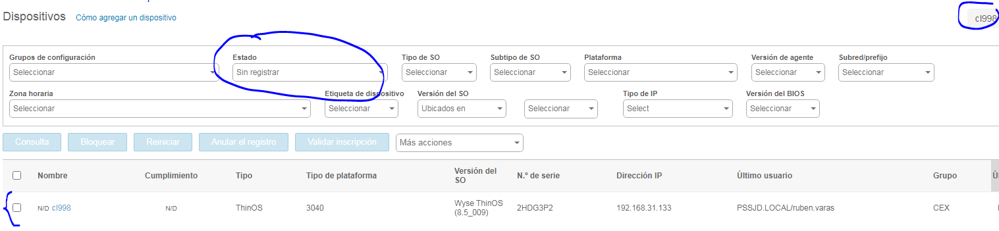 Dispositivos Cómo agregar un dispositivo cl998
Grupos de configuración Estado Tipo de SO Subtipo de SO Plataforma Versión de agente Subred/prefijo
Seleccionar Sin registrar Seleccionar Seleccionar Seleccionar Seleccionar Seleccionar
Zona horaria Etiqueta de dispositivo Versión del SO Tipo de IP Versión del BIOS
Seleccionar Seleccionar Ubicados en Seleccionar Select Seleccionar
Consulta Bloquear Reiniciar Anular el registro Validar inscripción Más acciones
Nombre Cumplimiento Tipo Tipo de plataforma Versión del SO N.º de serie Dirección IP Último usuario Grupo
N/D cl998 N/D ThinOS 3040 Wyse ThinOS (8.5_009) 2HDG3P2 192.168.31.133 PSSJD.LOCAL/ruben.varas CEX